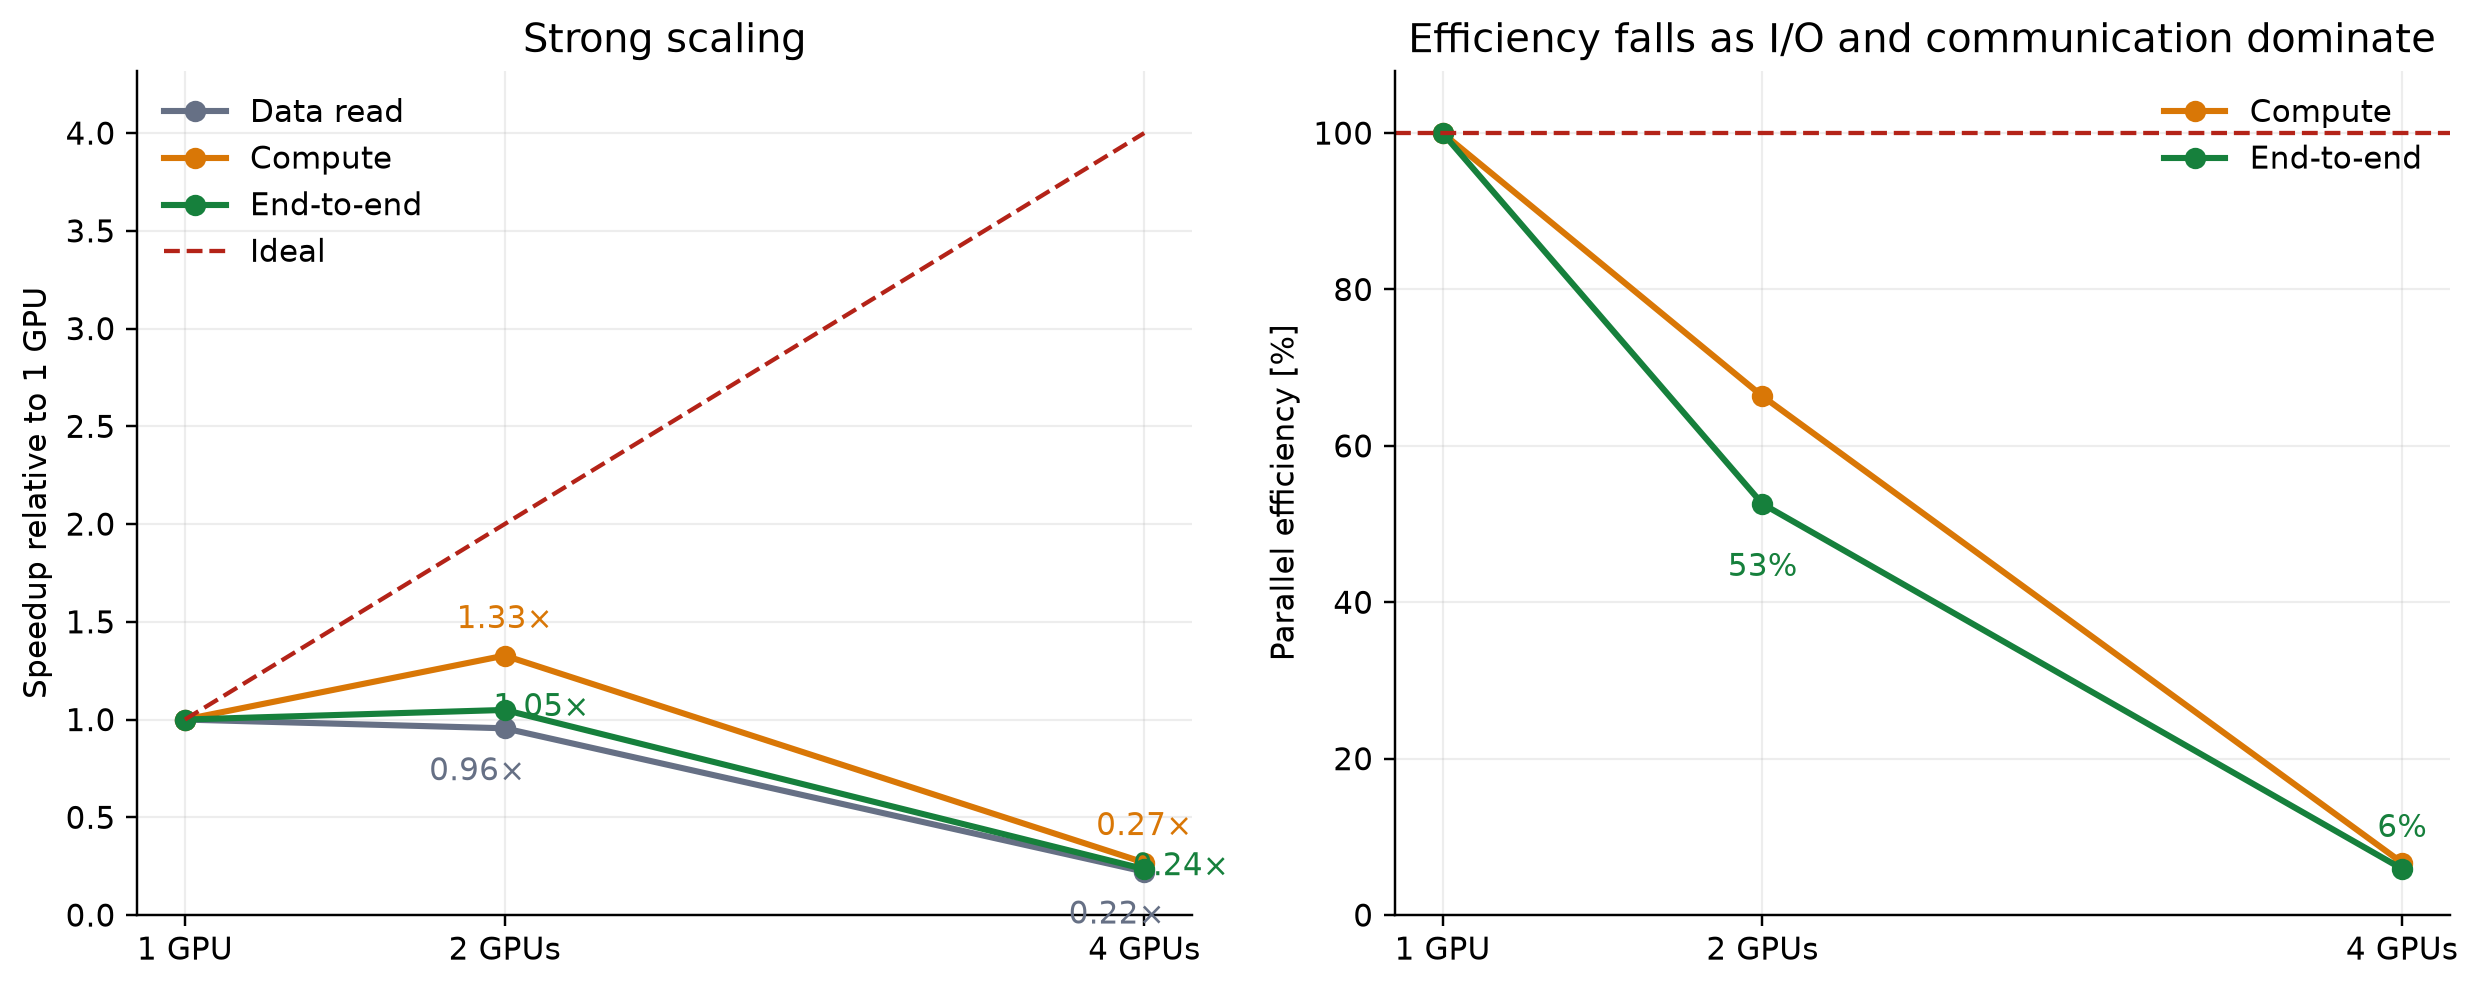 Strong scaling
Data read
Compute
End-to-end
Ideal
Speedup relative to 1 GPU
4.0
3.5
3.0
2.5
2.0
1.5
1.0
0.5
0.0
1.33×
1.05×
0.96×
0.27×
0.24×
0.22×
1 GPU
2 GPUs
4 GPUs
Efficiency falls as I/O and communication dominate
Compute
End-to-end
Parallel efficiency [%]
100
80
60
40
20
0
53%
6%
1 GPU
2 GPUs
4 GPUs